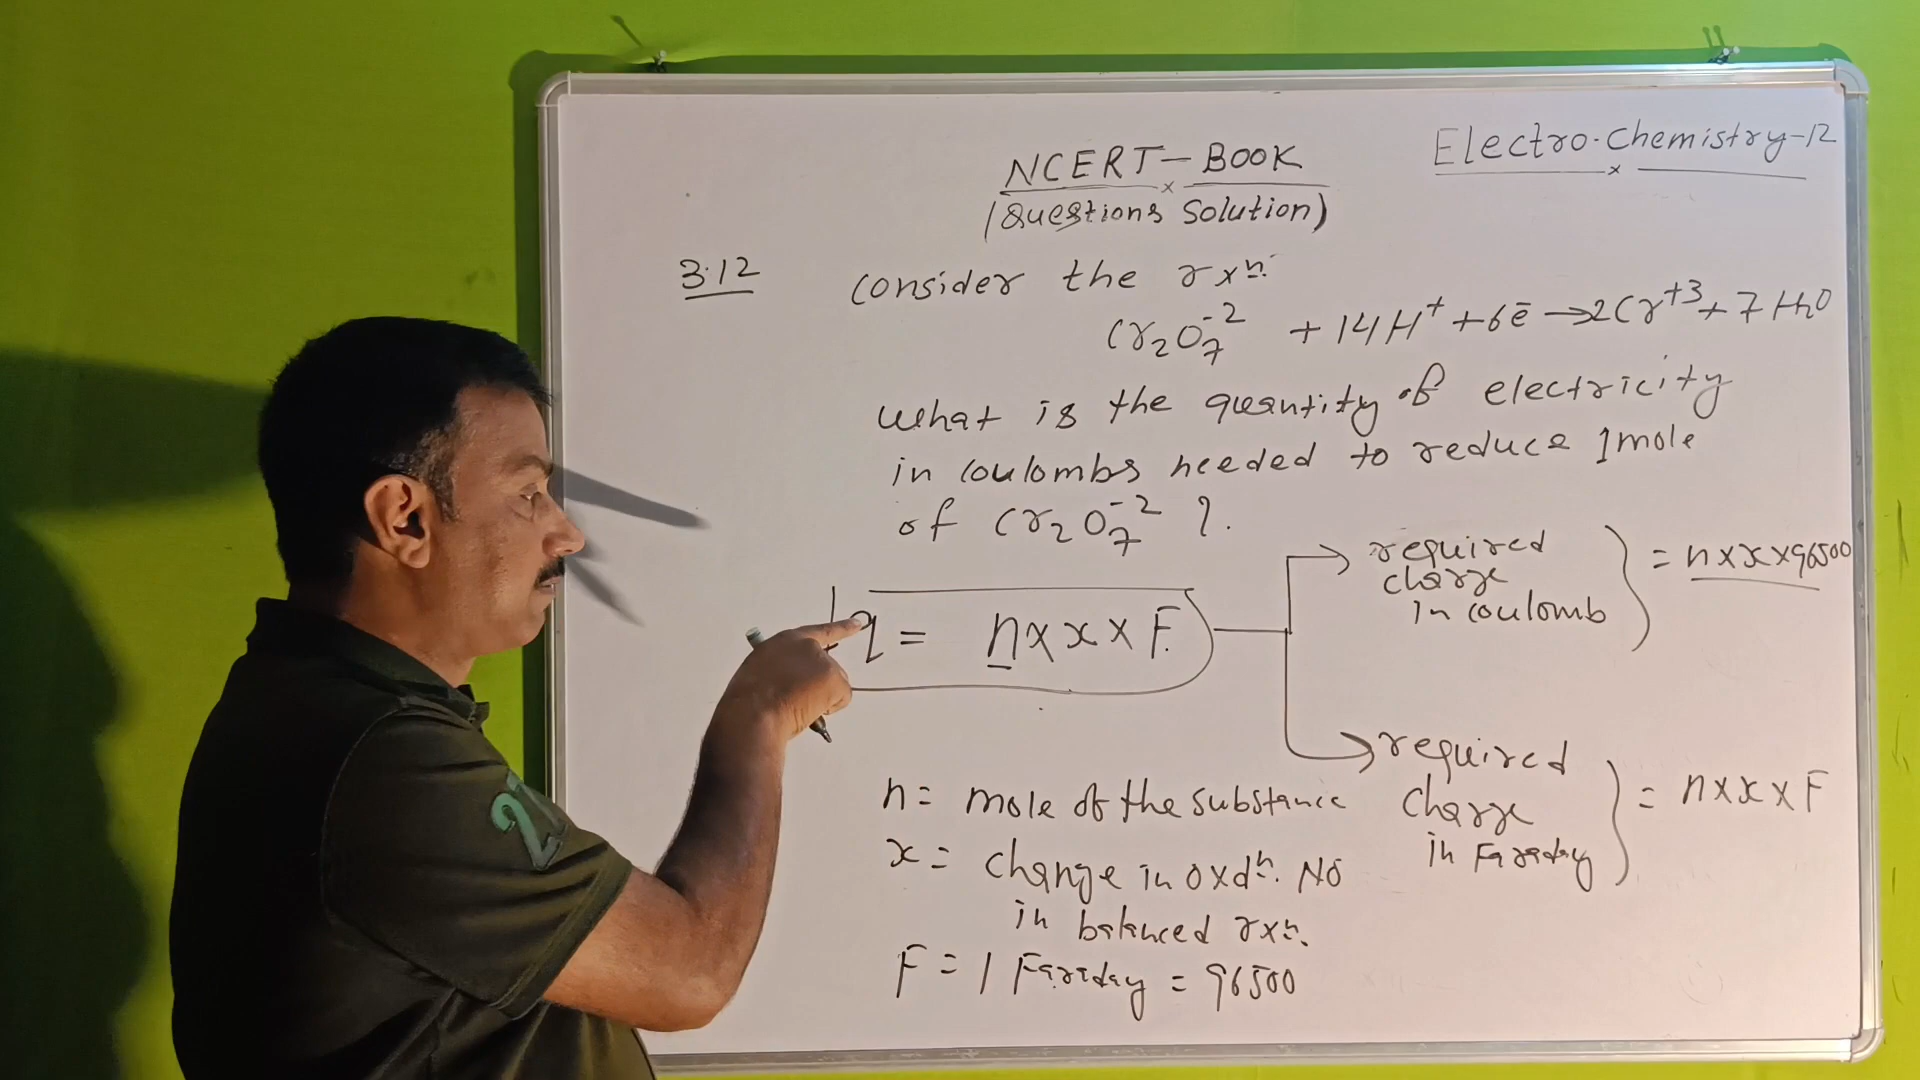 Electro.Chemistry-12
NCERT-BOOK
(Questions Solution)
3.12 Consider the rxⁿ.
Cr₂O₇⁻² + 14H⁺ + 6e⁻ → 2Cr⁺³ + 7H₂O
What is the quantity of electricity
in coulombs needed to reduce 1mole
of Cr₂O₇⁻² ?.
required
charge
in coulomb
= n×x×96500
q = n×x×F
required
charge
in Faraday
= n×x×F
n = mole of the substance
x = change in oxdⁿ. No
in balanced rxⁿ.
F = 1 Faraday = 96500
2